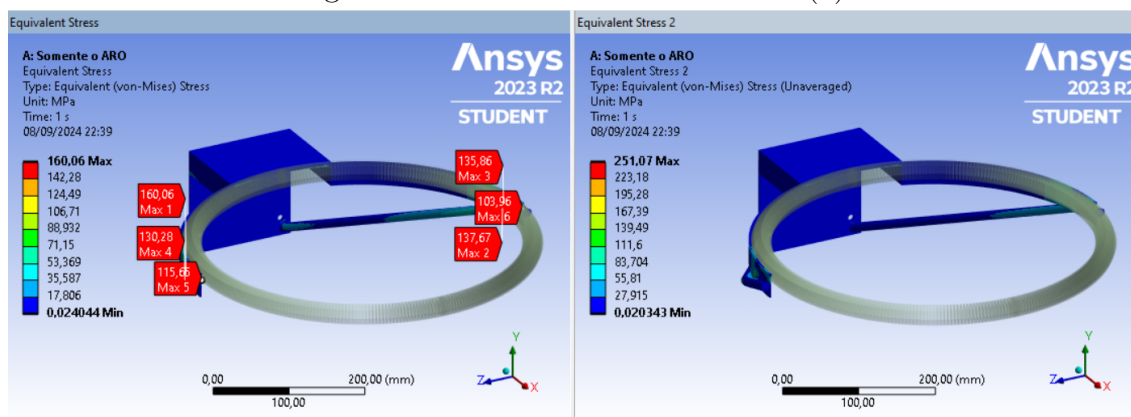 (
Equivalent Stress
A: Somente o ARO
Equivalent Stress
Type: Equivalent (von-Mises) Stress
Unit: MPa
Time: 1 s
08/09/2024 22:39
160,06 Max
142,28
124,49
106,71
88,932
71,15
53,369
35,587
17,806
0,024044 Min
Ansys
2023 R2
STUDENT
160,06
Max 1
130,28
Max 4
115,66
Max 5
135,86
Max 3
103,96
Max 6
137,67
Max 2
0,00
200,00 (mm)
100,00
Y
Z
X
Equivalent Stress 2
A: Somente o ARO
Equivalent Stress 2
Type: Equivalent (von-Mises) Stress (Unaveraged)
Unit: MPa
Time: 1 s
08/09/2024 22:39
251,07 Max
223,18
195,28
167,39
139,49
111,6
83,704
55,81
27,915
0,020343 Min
Ansys
2023 R2
STUDENT
0,00
200,00 (mm)
100,00
Y
Z
X